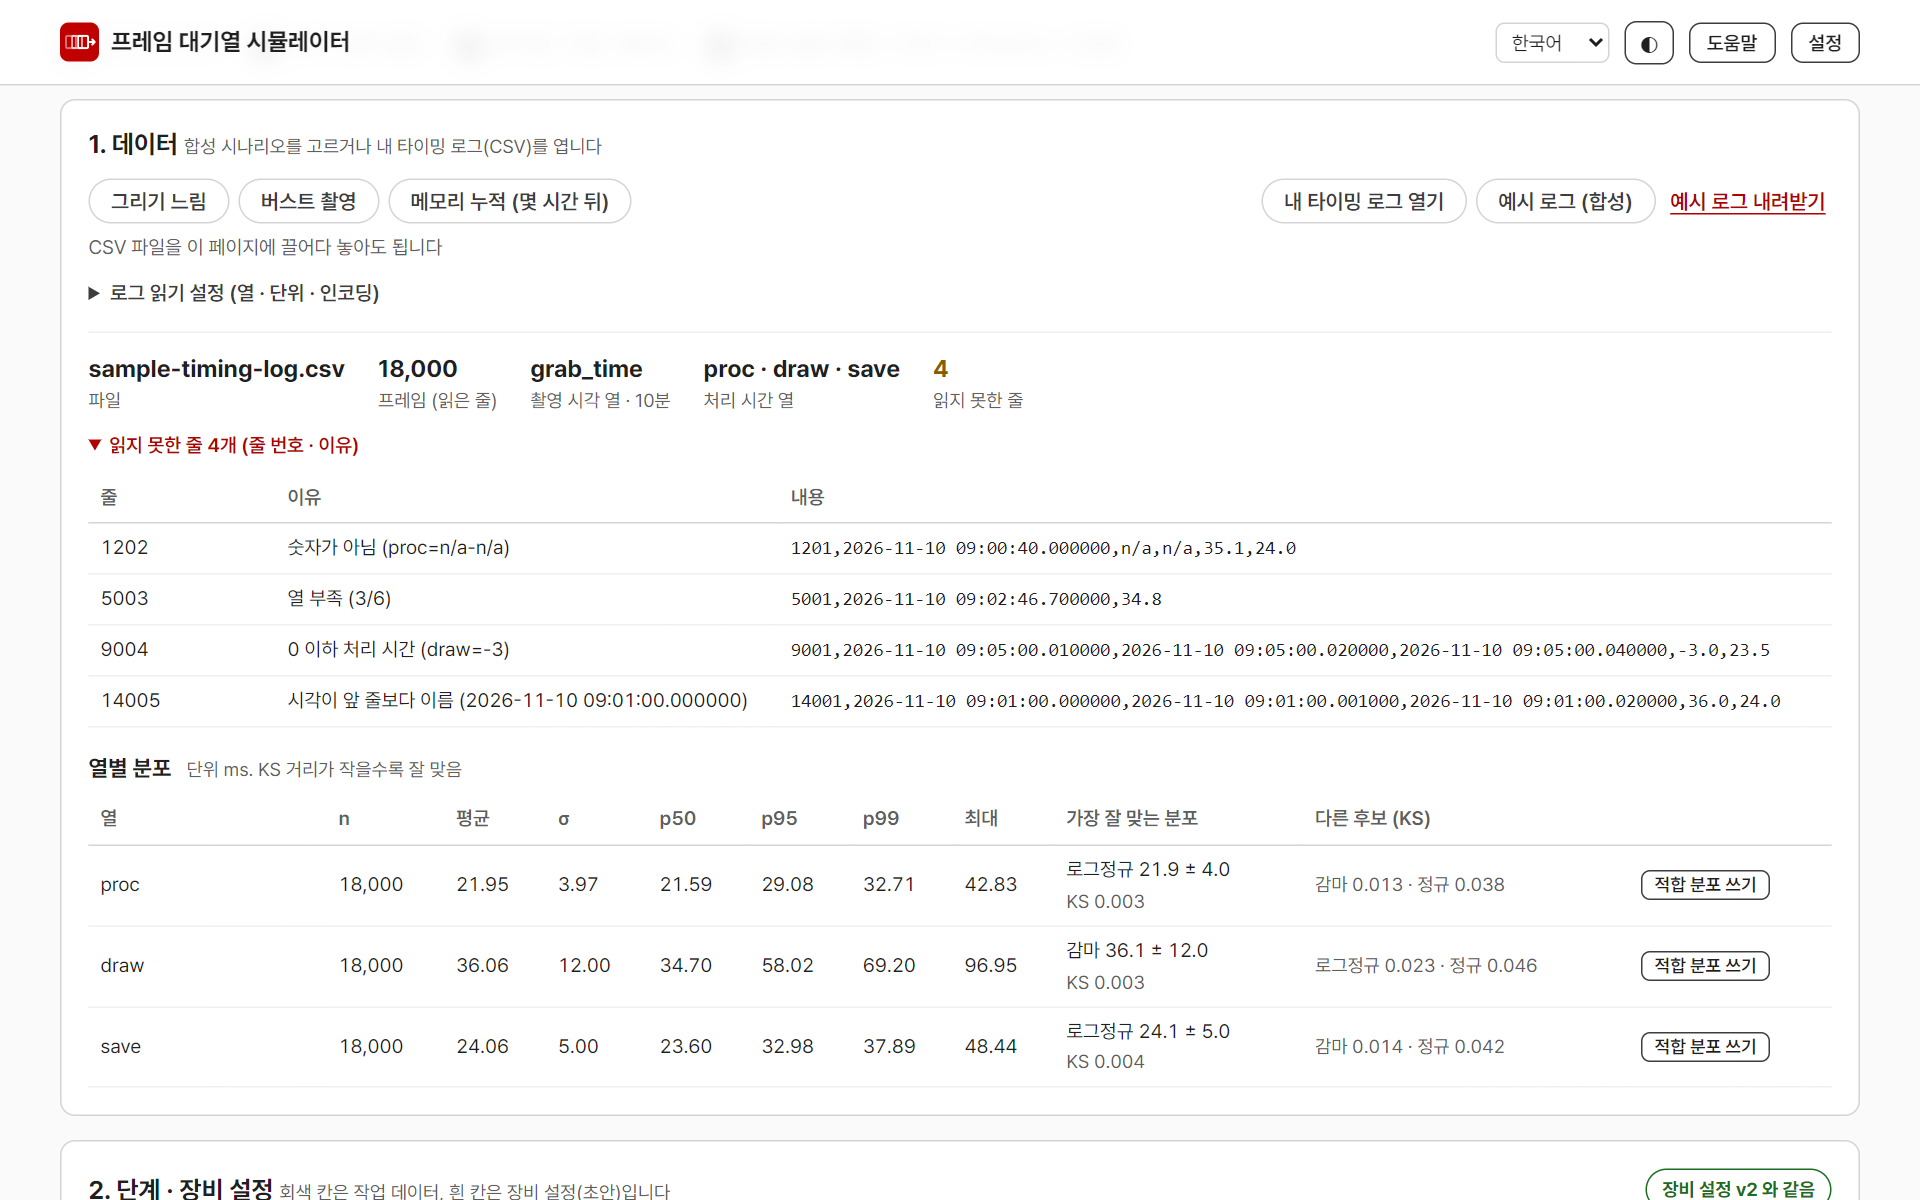 프레임 대기열 시뮬레이터
한국어
도움말
설정
1. 데이터 합성 시나리오를 고르거나 내 타이밍 로그(CSV)를 엽니다
그리기 느림
버스트 촬영
메모리 누적 (몇 시간 뒤)
내 타이밍 로그 열기
예시 로그 (합성)
예시 로그 내려받기
CSV 파일을 이 페이지에 끌어다 놓아도 됩니다
▶ 로그 읽기 설정 (열 · 단위 · 인코딩)
sample-timing-log.csv 18,000 grab_time proc · draw · save 4
파일 프레임 (읽은 줄) 촬영 시각 열 · 10분 처리 시간 열 읽지 못한 줄
▼ 읽지 못한 줄 4개 (줄 번호 · 이유)
줄 이유 내용
1202 숫자가 아님 (proc=n/a-n/a) 1201,2026-11-10 09:00:40.000000,n/a,n/a,35.1,24.0
5003 열 부족 (3/6) 5001,2026-11-10 09:02:46.700000,34.8
9004 0 이하 처리 시간 (draw=-3) 9001,2026-11-10 09:05:00.010000,2026-11-10 09:05:00.020000,2026-11-10 09:05:00.040000,-3.0,23.5
14005 시각이 앞 줄보다 이름 (2026-11-10 09:01:00.000000) 14001,2026-11-10 09:01:00.000000,2026-11-10 09:01:00.001000,2026-11-10 09:01:00.020000,36.0,24.0
열별 분포 단위 ms. KS 거리가 작을수록 잘 맞음
열 n 평균 σ p50 p95 p99 최대 가장 잘 맞는 분포 다른 후보 (KS)
proc 18,000 21.95 3.97 21.59 29.08 32.71 42.83 로그정규 21.9 ± 4.0 감마 0.013 · 정규 0.038 적합 분포 쓰기
KS 0.003
draw 18,000 36.06 12.00 34.70 58.02 69.20 96.95 감마 36.1 ± 12.0 로그정규 0.023 · 정규 0.046 적합 분포 쓰기
KS 0.003
save 18,000 24.06 5.00 23.60 32.98 37.89 48.44 로그정규 24.1 ± 5.0 감마 0.014 · 정규 0.042 적합 분포 쓰기
KS 0.004
2. 단계 · 장비 설정 회색 칸은 작업 데이터, 흰 칸은 장비 설정(초안)입니다
장비 설정 v2 와 같음